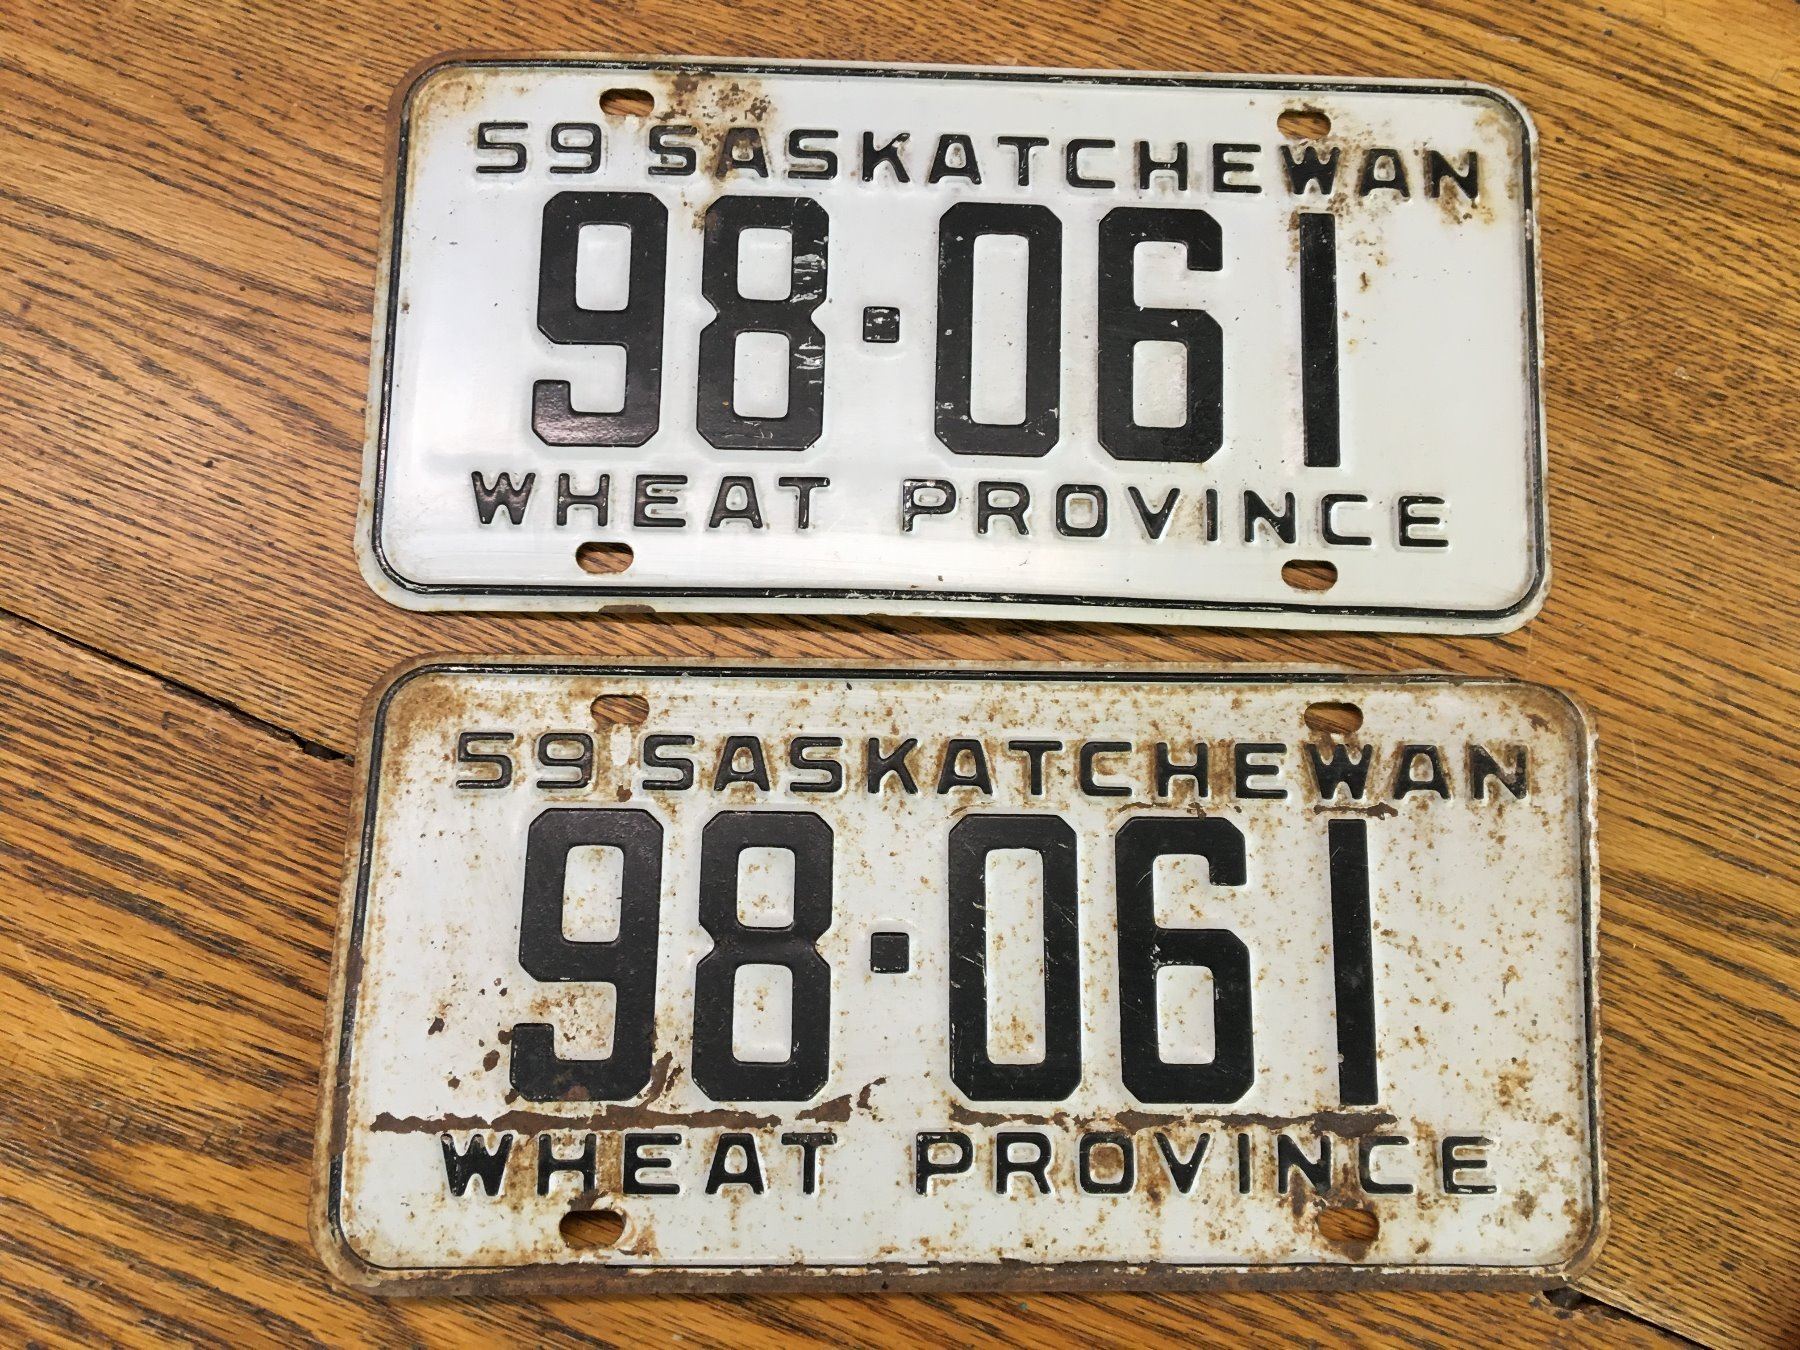 59 SASKATCHEWAN
98·061
WHEAT PROVINCE
59 SASKATCHEWAN
98·061
WHEAT PROVINCE